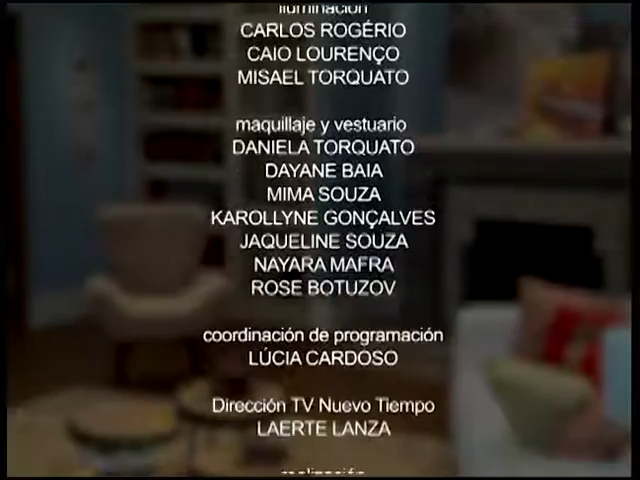 iluminación
CARLOS ROGÉRIO
CAIO LOURENÇO
MISAEL TORQUATO
maquillaje y vestuario
DANIELA TORQUATO
DAYANE BAIA
MIMA SOUZA
KAROLLYNE GONÇALVES
JAQUELINE SOUZA
NAYARA MAFRA
ROSE BOTUZOV
coordinación de programación
LÚCIA CARDOSO
Dirección TV Nuevo Tiempo
LAERTE LANZA